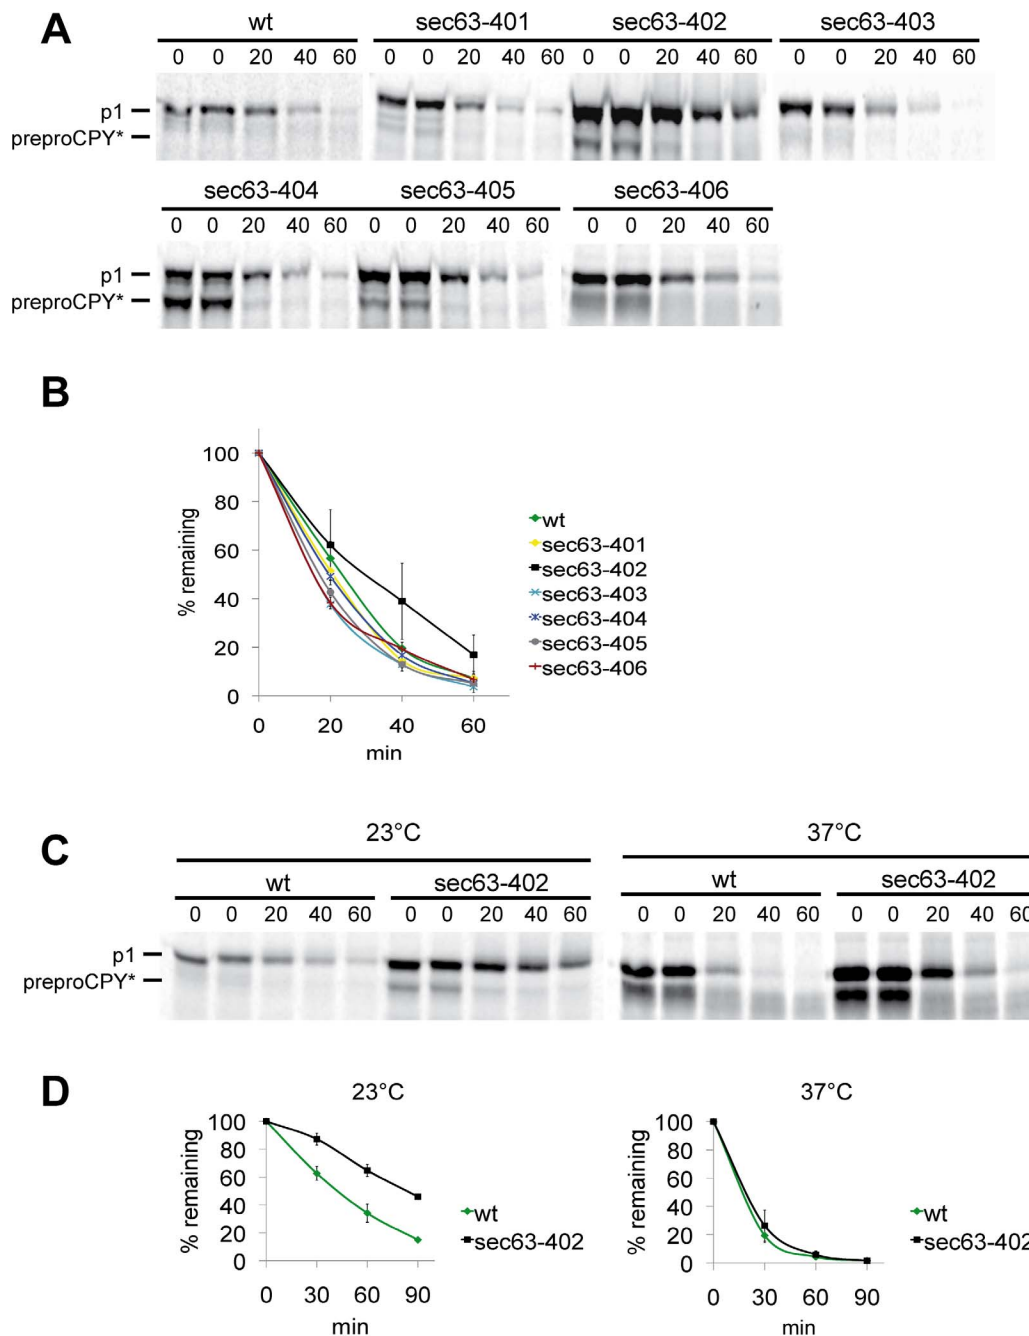 A
wt sec63-401 sec63-402 sec63-403
0 0 20 40 60 0 0 20 40 60 0 0 20 40 60 0 0 20 40 60
p1
preproCPY*
sec63-404 sec63-405 sec63-406
0 0 20 40 60 0 0 20 40 60 0 0 20 40 60
p1
preproCPY*
B
100
80
60
40
20
0
% remaining
0 20 40 60
min
wt
sec63-401
sec63-402
sec63-403
sec63-404
sec63-405
sec63-406
C
23°C 37°C
wt sec63-402 wt sec63-402
0 0 20 40 60 0 0 20 40 60 0 0 20 40 60 0 0 20 40 60
p1
preproCPY*
D
23°C
100
80
60
40
20
0
% remaining
0 30 60 90
min
wt
sec63-402
37°C
100
80
60
40
20
0
% remaining
0 30 60 90
min
wt
sec63-402